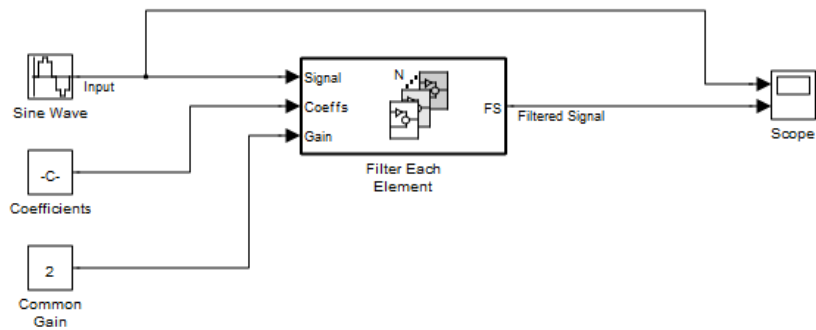 Sine Wave
Input
-C-
Coefficients
2
Common
Gain
Signal
Coeffs
Gain
N
FS
Filter Each
Element
Filtered Signal
Scope